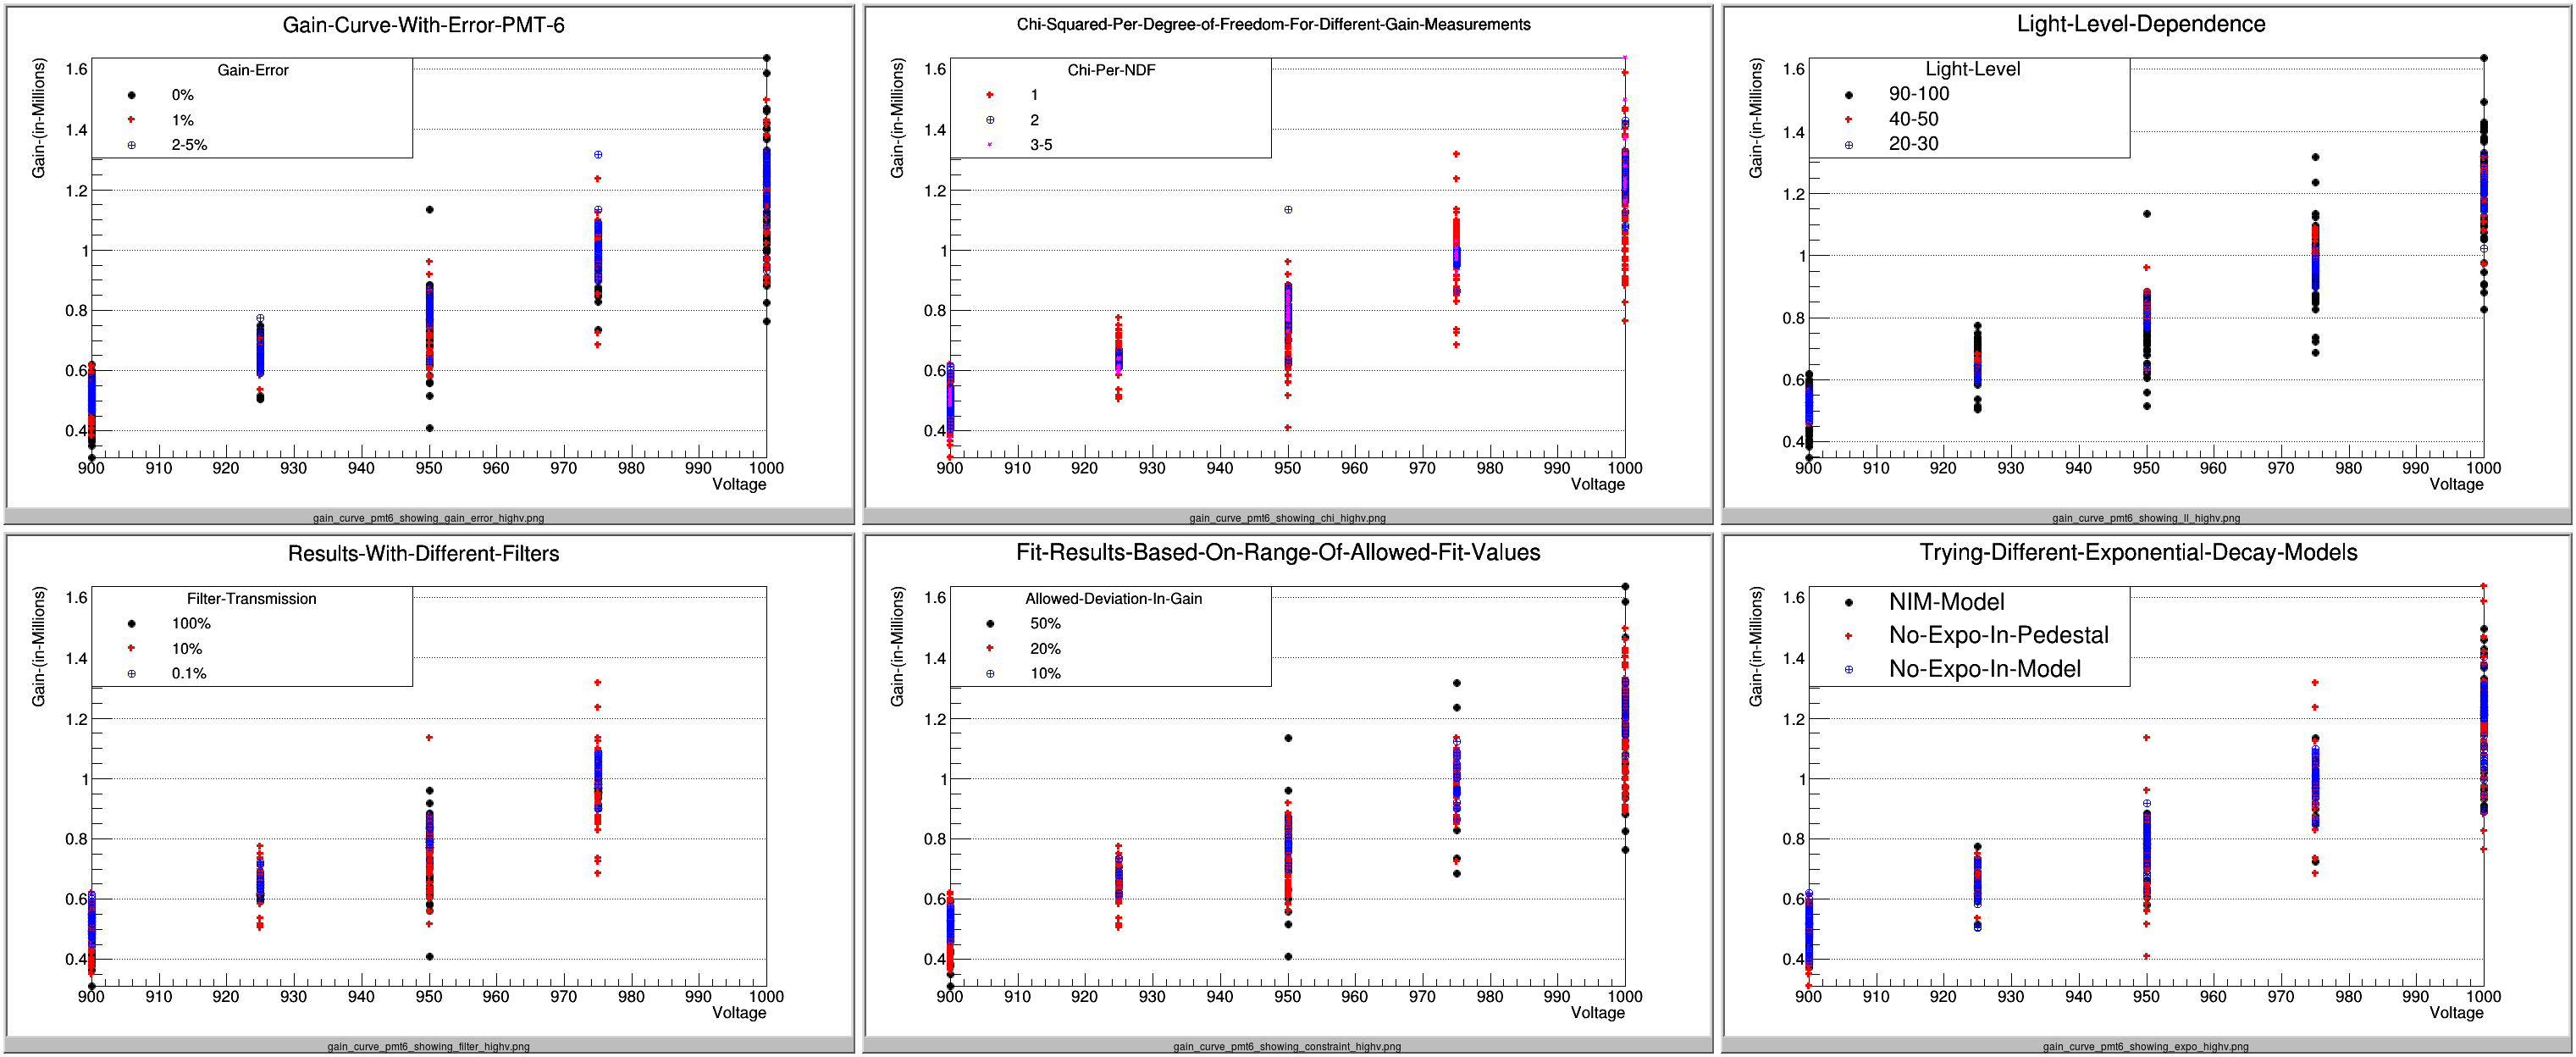 Gain-Curve-With-Error-PMT-6
Gain-(in-Millions)
Gain-Error
0%
1%
2-5%
1.6
1.4
1.2
1
0.8
0.6
0.4
900 910 920 930 940 950 960 970 980 990 1000
Voltage
gain_curve_pmt6_showing_gain_error_highv.png
Chi-Squared-Per-Degree-of-Freedom-For-Different-Gain-Measurements
Gain-(in-Millions)
Chi-Per-NDF
1
2
3-5
1.6
1.4
1.2
1
0.8
0.6
0.4
900 910 920 930 940 950 960 970 980 990 1000
Voltage
gain_curve_pmt6_showing_chi_highv.png
Light-Level-Dependence
Gain-(in-Millions)
Light-Level
90-100
40-50
20-30
1.6
1.4
1.2
1
0.8
0.6
0.4
900 910 920 930 940 950 960 970 980 990 1000
Voltage
gain_curve_pmt6_showing_ll_highv.png
Results-With-Different-Filters
Gain-(in-Millions)
Filter-Transmission
100%
10%
0.1%
1.6
1.4
1.2
1
0.8
0.6
0.4
900 910 920 930 940 950 960 970 980 990 1000
Voltage
gain_curve_pmt6_showing_filter_highv.png
Fit-Results-Based-On-Range-Of-Allowed-Fit-Values
Gain-(in-Millions)
Allowed-Deviation-In-Gain
50%
20%
10%
1.6
1.4
1.2
1
0.8
0.6
0.4
900 910 920 930 940 950 960 970 980 990 1000
Voltage
gain_curve_pmt6_showing_constraint_highv.png
Trying-Different-Exponential-Decay-Models
Gain-(in-Millions)
NIM-Model
No-Expo-In-Pedestal
No-Expo-In-Model
1.6
1.4
1.2
1
0.8
0.6
0.4
900 910 920 930 940 950 960 970 980 990 1000
Voltage
gain_curve_pmt6_showing_expo_highv.png